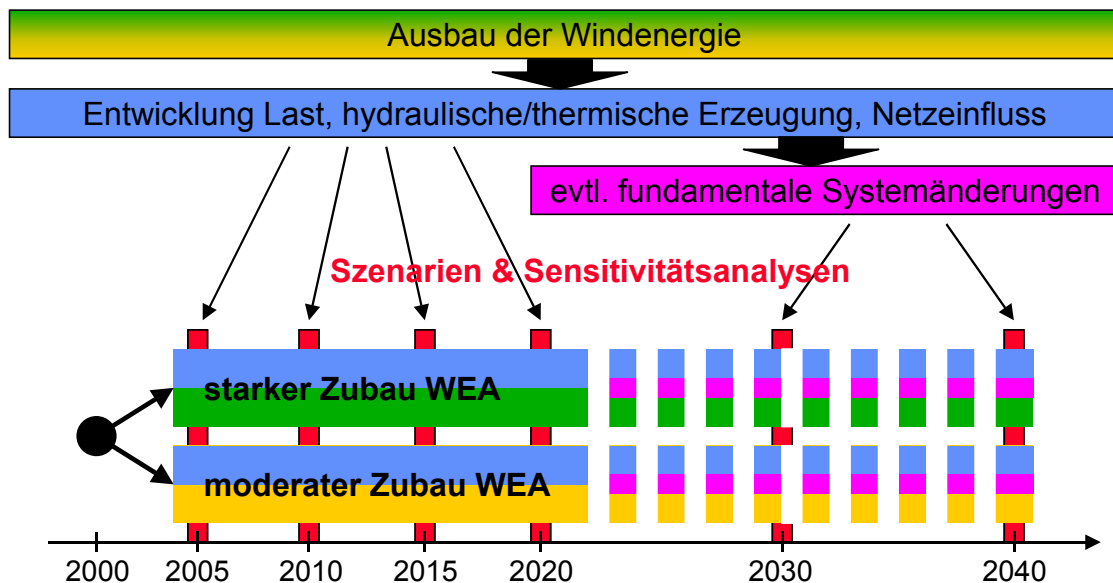 Ausbau der Windenergie
Entwicklung Last, hydraulische/thermische Erzeugung, Netzeinfluss
evtl. fundamentale Systemänderungen
Szenarien & Sensitivitätsanalysen
starker Zubau WEA
moderater Zubau WEA
2000 2005 2010 2015 2020 2030 2040